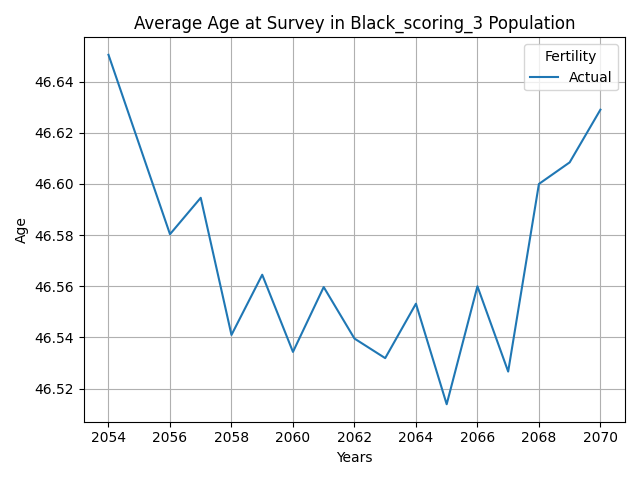 Average Age at Survey in Black_scoring_3 Population
Fertility
Actual
46.64
46.62
46.60
46.58
46.56
46.54
46.52
Age
2054 2056 2058 2060 2062 2064 2066 2068 2070
Years